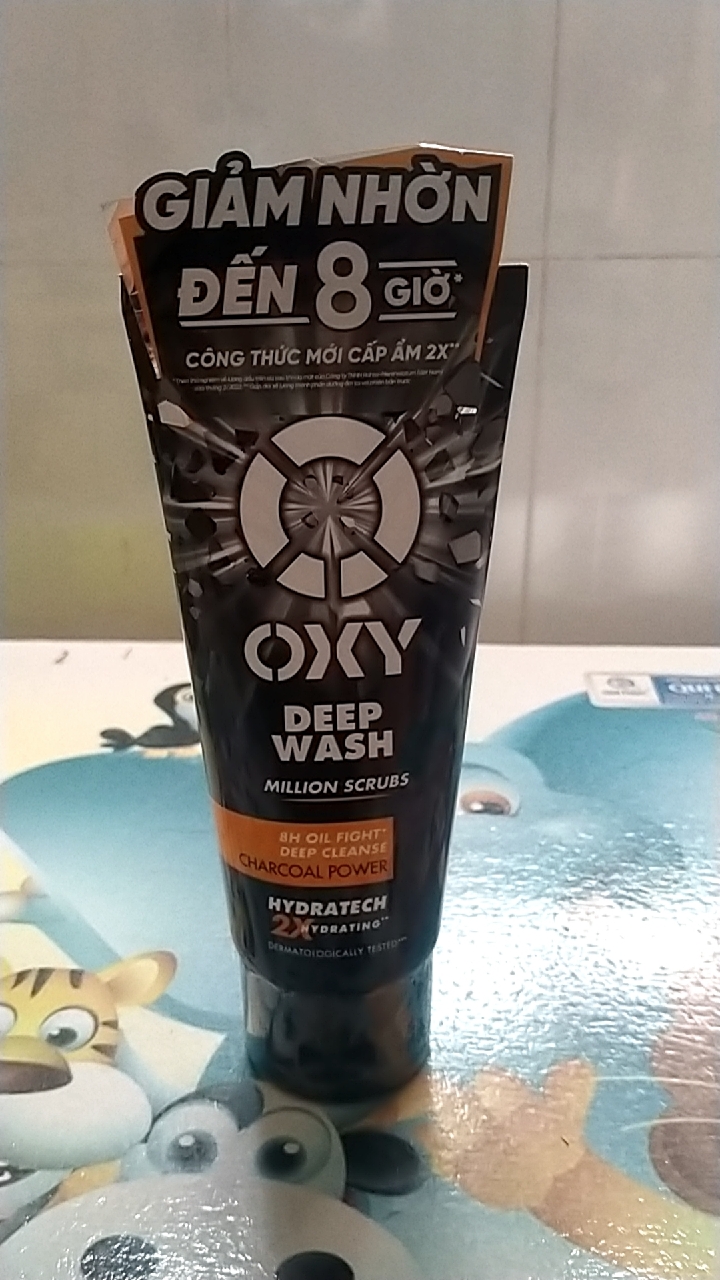 GIẢM NHỜN
ĐẾN 8 GIỜ*
CÔNG THỨC MỚI CẤP ẨM 2X**
OXY
DEEP
WASH
MILLION SCRUBS
8H OIL FIGHT*
DEEP CLEANSE
CHARCOAL POWER
HYDRATECH
2X HYDRATING**
DERMATOLOGICALLY TESTED***